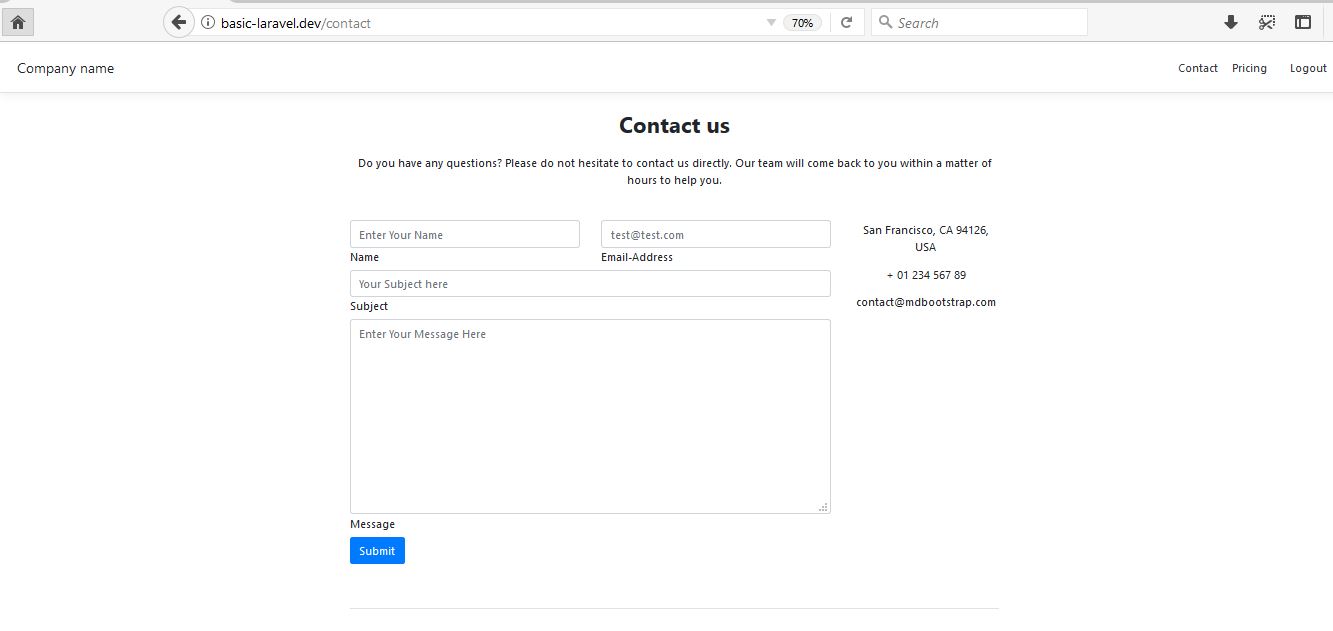 basic-laravel.dev/contact
70%
Search
Company name
Contact Pricing Logout
Contact us
Do you have any questions? Please do not hesitate to contact us directly. Our team will come back to you within a matter of
hours to help you.
Enter Your Name
test@test.com
San Francisco, CA 94126,
USA
Name
Email-Address
+ 01 234 567 89
Your Subject here
contact@mdbootstrap.com
Subject
Enter Your Message Here
Message
Submit